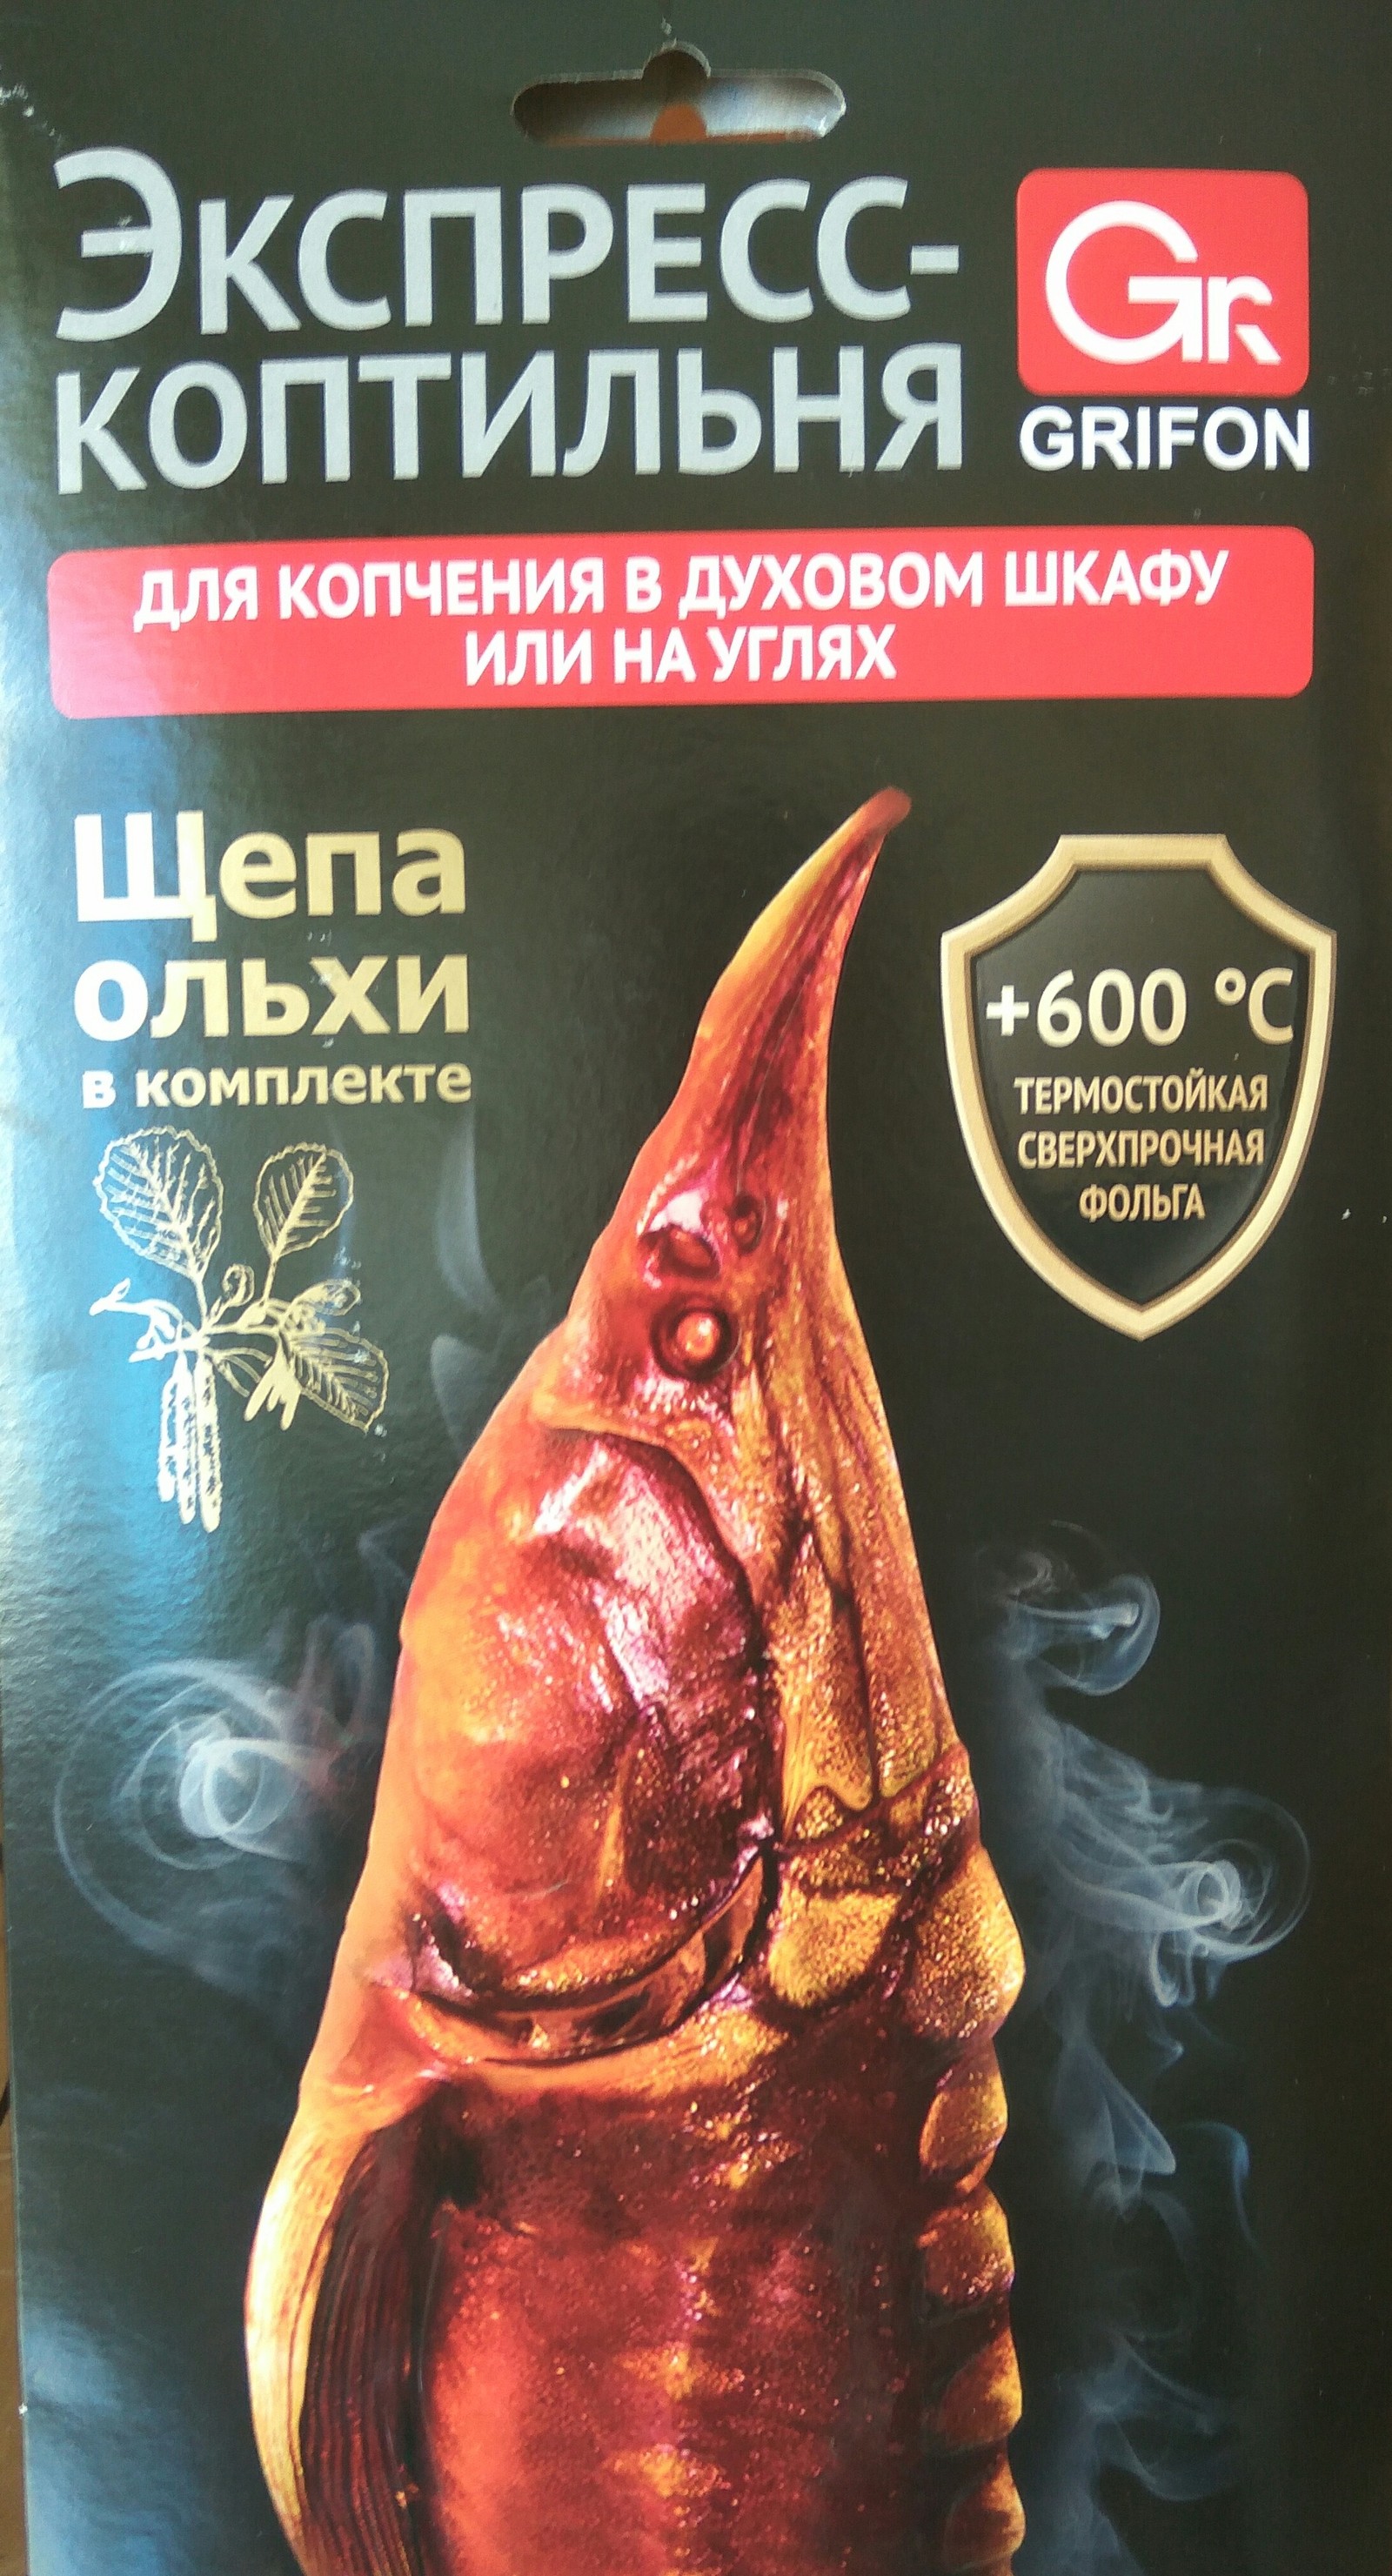 ЭКСПРЕСС-
КОПТИЛЬНЯ
Gr
GRIFON
ДЛЯ КОПЧЕНИЯ В ДУХОВОМ ШКАФУ
ИЛИ НА УГЛЯХ
Щепа
ольхи
в комплекте
+600 °C
ТЕРМОСТОЙКАЯ
СВЕРХПРОЧНАЯ
ФОЛЬГА